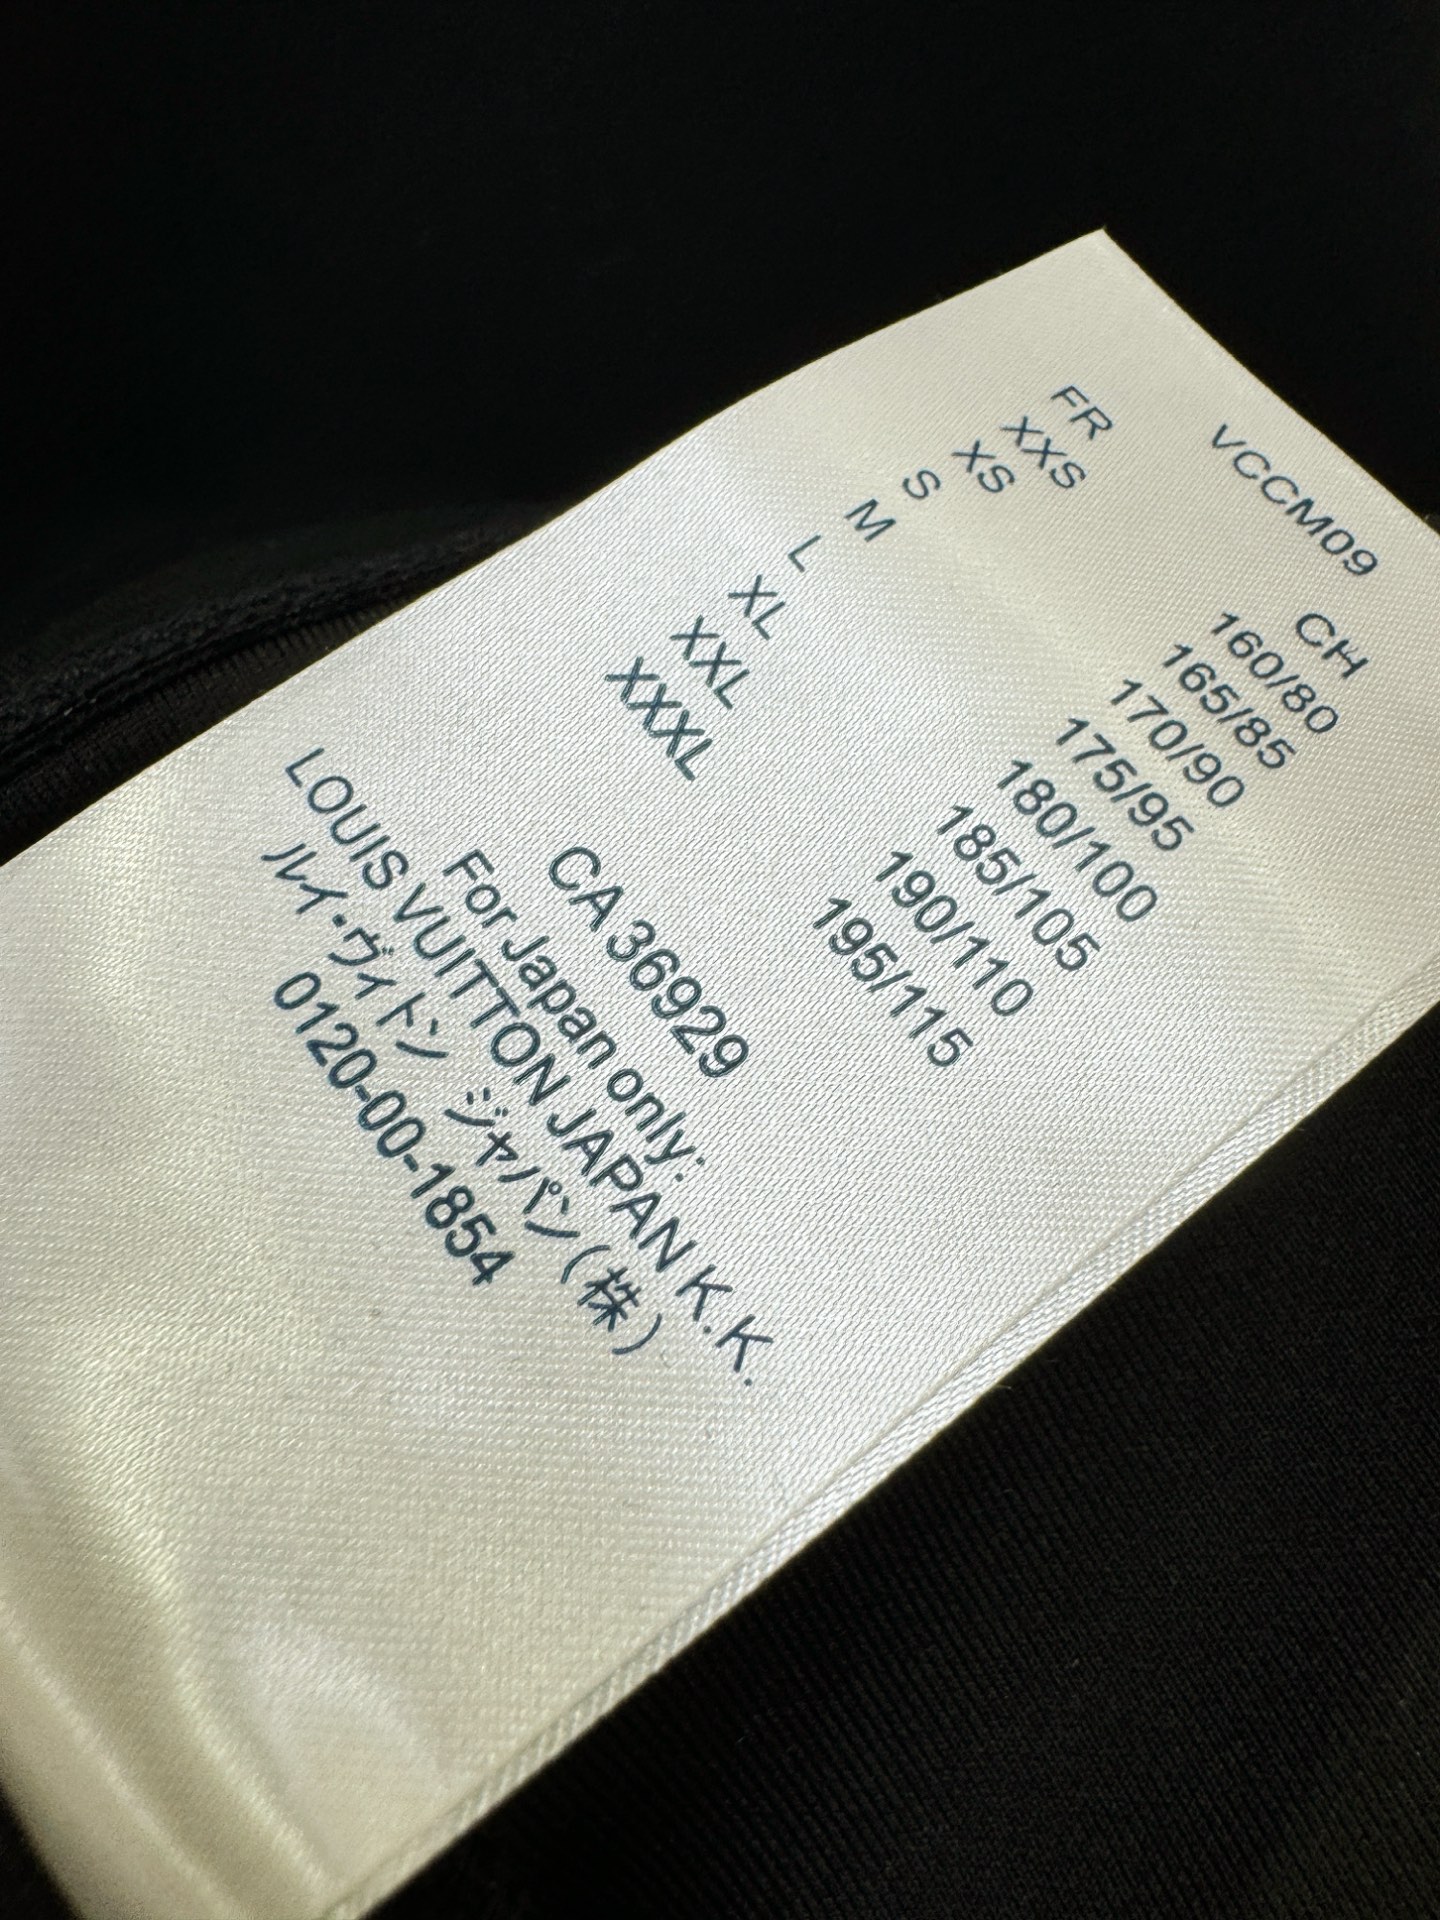 VCCM09
FR CH
XXS 160/80
XS 165/85
S 170/90
M 175/95
L 180/100
XL 185/105
XXL 190/110
XXXL 195/115
CA 36929
For Japan only:
LOUIS VUITTON JAPAN K.K.
ルイ・ヴィトン ジャパン(株)
0120-00-1854